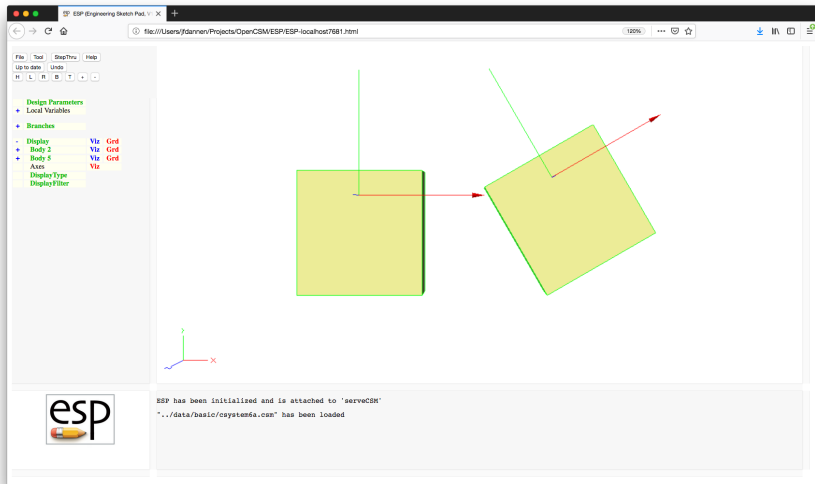 ESP (Engineering Sketch Pad, V
file:///Users/jfdannen/Projects/OpenCSM/ESP/ESP-localhost7681.html
120%
File Tool StepThru Help
Up to date Undo
H L R B T + -
Design Parameters
+ Local Variables
+ Branches
- Display Viz Grd
+ Body 2 Viz Grd
+ Body 5 Viz Grd
Axes Viz
DisplayType
DisplayFilter
Y
X
Z
esp
ESP has been initialized and is attached to 'serveCSM'
"../data/basic/csystem6a.csm" has been loaded